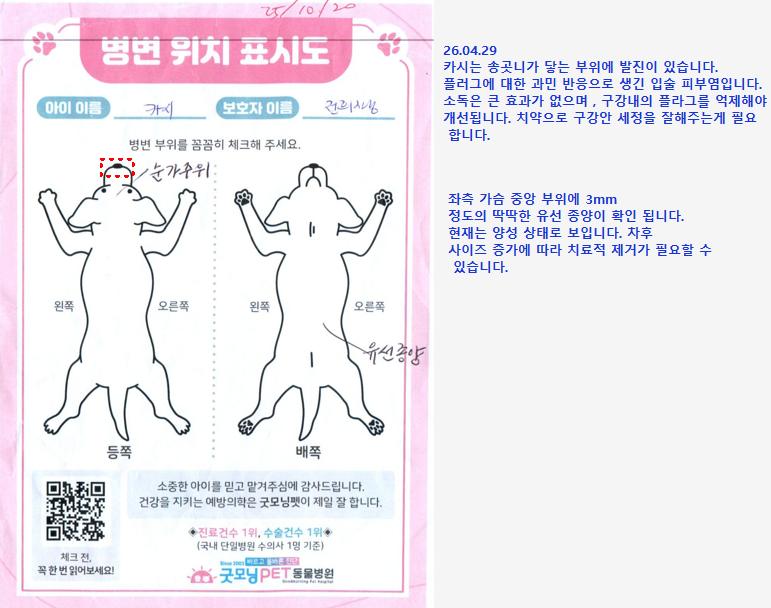 25/10/20
병변 위치 표시도
아이 이름 카시 보호자 이름
병변 부위를 꼼꼼히 체크해 주세요.
눈가주위
왼쪽 오른쪽 왼쪽 오른쪽
유선종양
등쪽 배쪽
소중한 아이를 믿고 맡겨주심에 감사드립니다.
건강을 지키는 예방의학은 굿모닝펫이 제일 잘 합니다.
◈진료건수 1위, 수술건수 1위◈
(국내 단일병원 수의사 1명 기준)
체크 전,
꼭 한 번 읽어보세요!
Since 2001 바르고 올바른 진단
굿모닝PET동물병원
GoodMorning Pet Hospital
26.04.29
카시는 송곳니가 닿는 부위에 발진이 있습니다.
플러그에 대한 과민 반응으로 생긴 입술 피부염입니다.
소독은 큰 효과가 없으며 , 구강내의 플라그를 억제해야
개선됩니다. 치약으로 구강안 세정을 잘해주는게 필요
합니다.
좌측 가슴 중앙 부위에 3mm
정도의 딱딱한 유선 종양이 확인 됩니다.
현재는 양성 상태로 보입니다. 차후
사이즈 증가에 따라 치료적 제거가 필요할 수
있습니다.